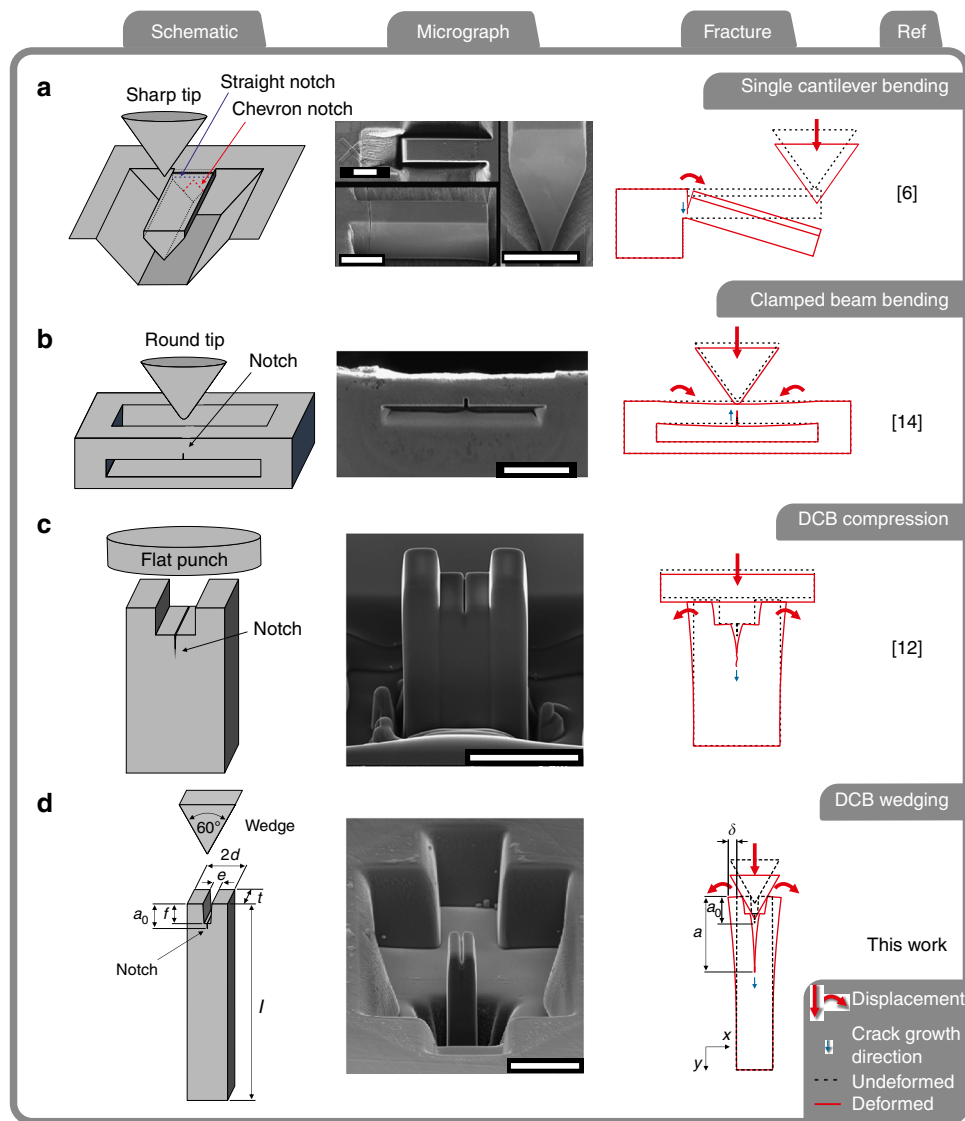 Schematic
Micrograph
Fracture
Ref
a
Single cantilever bending
Straight notch
Chevron notch
Sharp tip
[6]
Clamped beam bending
b
Round tip
Notch
[14]
DCB compression
c
Flat punch
Notch
[12]
DCB wedging
d
60°
Wedge
2d
e
t
a0
f
Notch
l
δ
a0
a
x
y
This work
Displacement
Crack growth
direction
Undeformed
Deformed